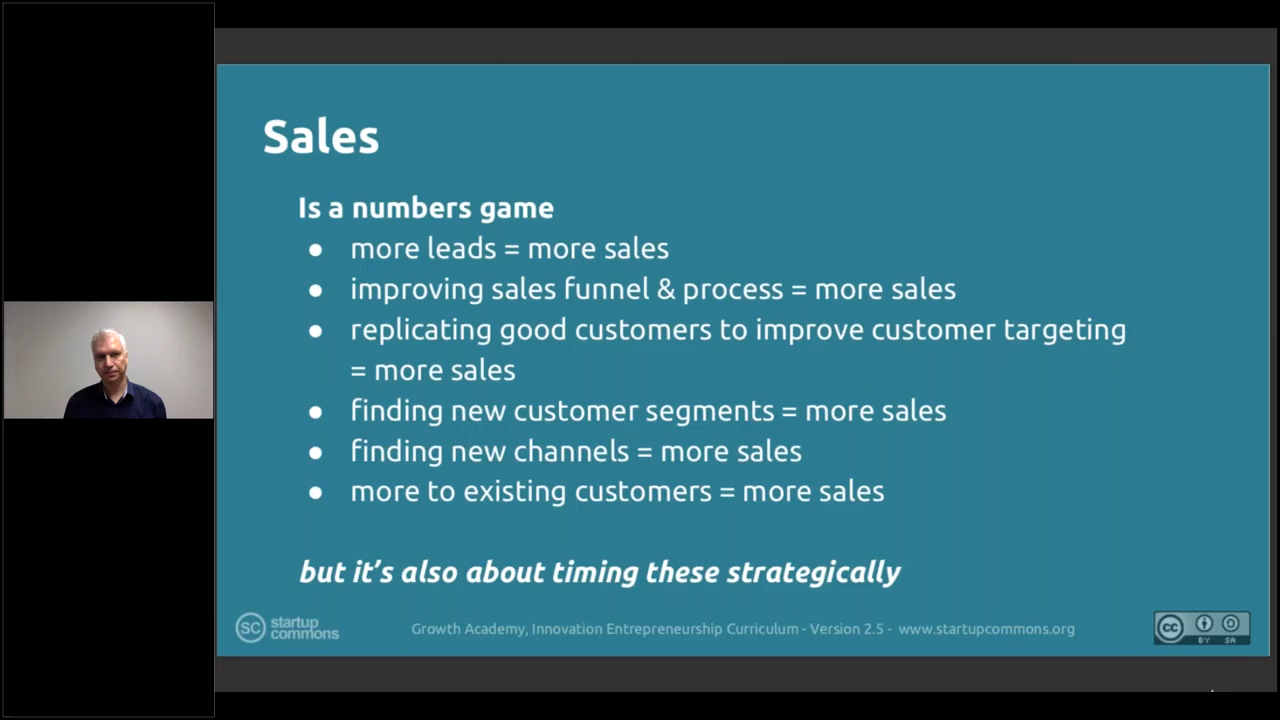 Sales
Is a numbers game
● more leads = more sales
● improving sales funnel & process = more sales
● replicating good customers to improve customer targeting
= more sales
● finding new customer segments = more sales
● finding new channels = more sales
● more to existing customers = more sales
but it's also about timing these strategically
SC startup
commons
Growth Academy, Innovation Entrepreneurship Curriculum - Version 2.5 - www.startupcommons.org
cc BY SA